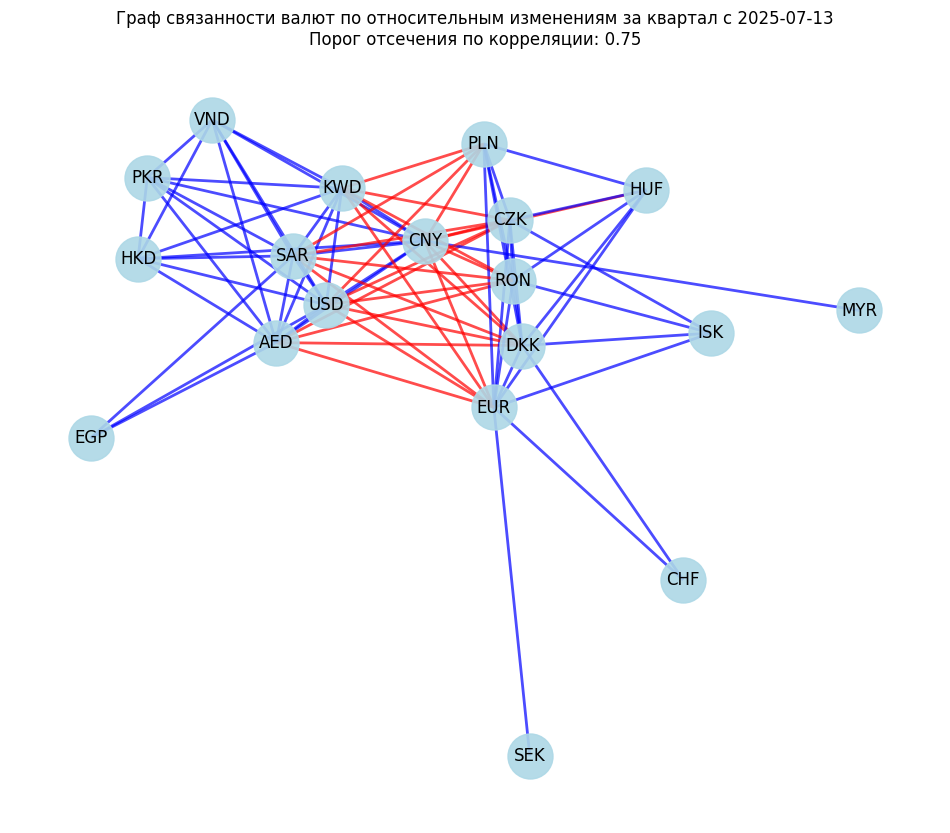 Граф связанности валют по относительным изменениям за квартал с 2025-07-13
Порог отсечения по корреляции: 0.75
VND
PLN
PKR
KWD
HUF
CZK
CNY
HKD
SAR
RON
USD
MYR
ISK
AED
DKK
EUR
EGP
CHF
SEK